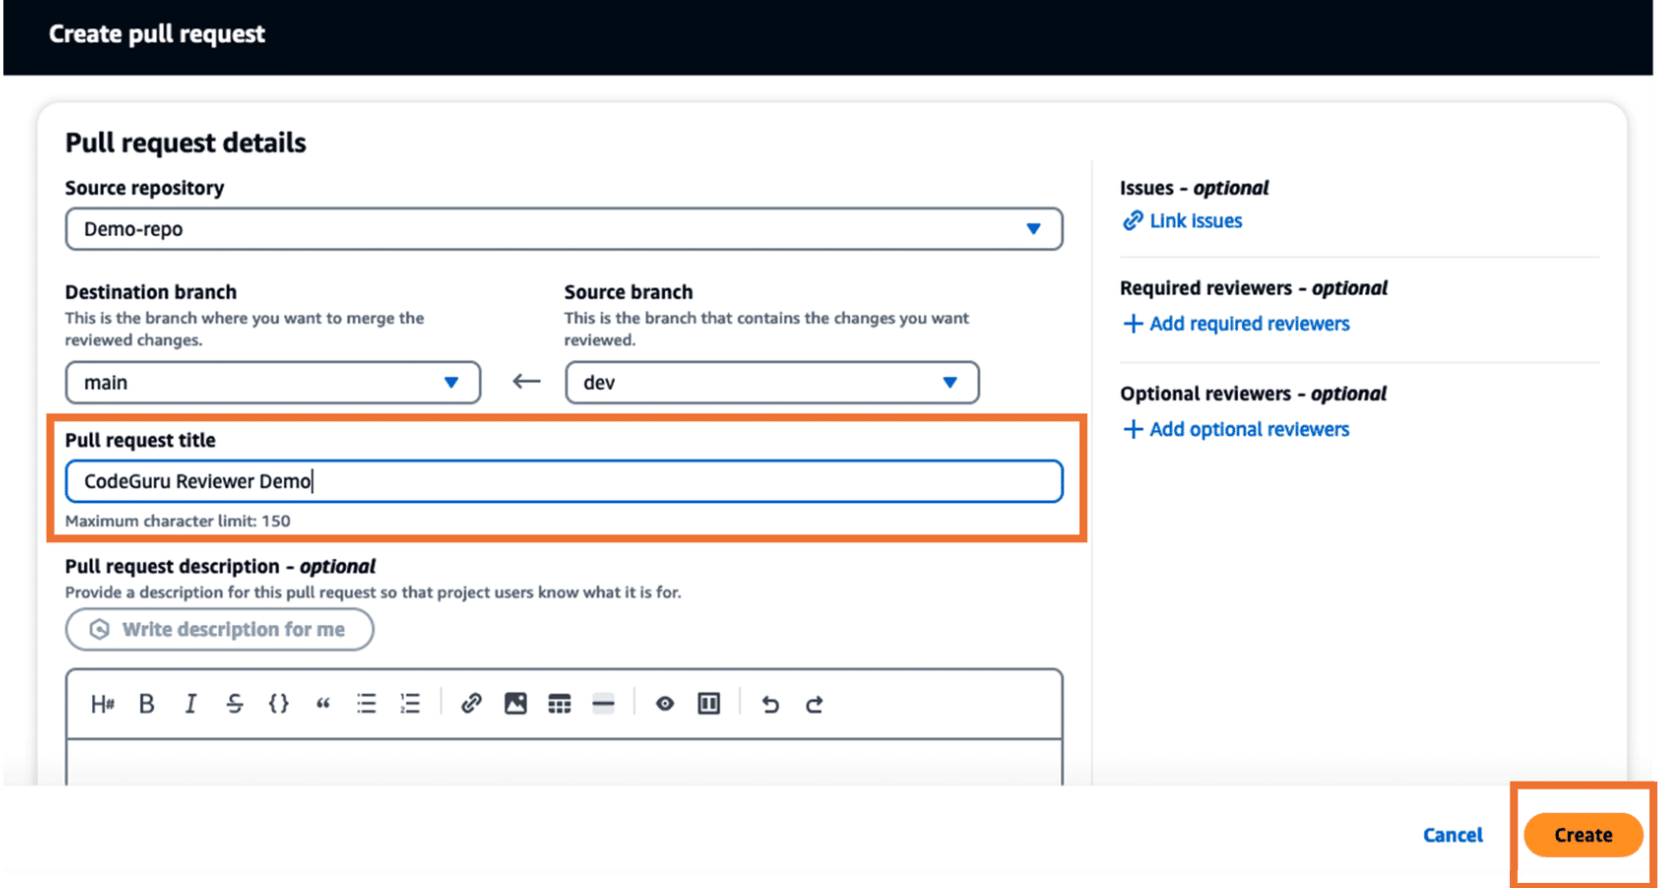 Create pull request
Pull request details
Source repository
Demo-repo
Destination branch
This is the branch where you want to merge the
reviewed changes.
main
Source branch
This is the branch that contains the changes you want
reviewed.
dev
Pull request title
CodeGuru Reviewer Demo
Maximum character limit: 150
Pull request description - optional
Provide a description for this pull request so that project users know what it is for.
Write description for me
H# B I S {} “
Issues - optional
Link issues
Required reviewers - optional
+ Add required reviewers
Optional reviewers - optional
+ Add optional reviewers
Cancel
Create